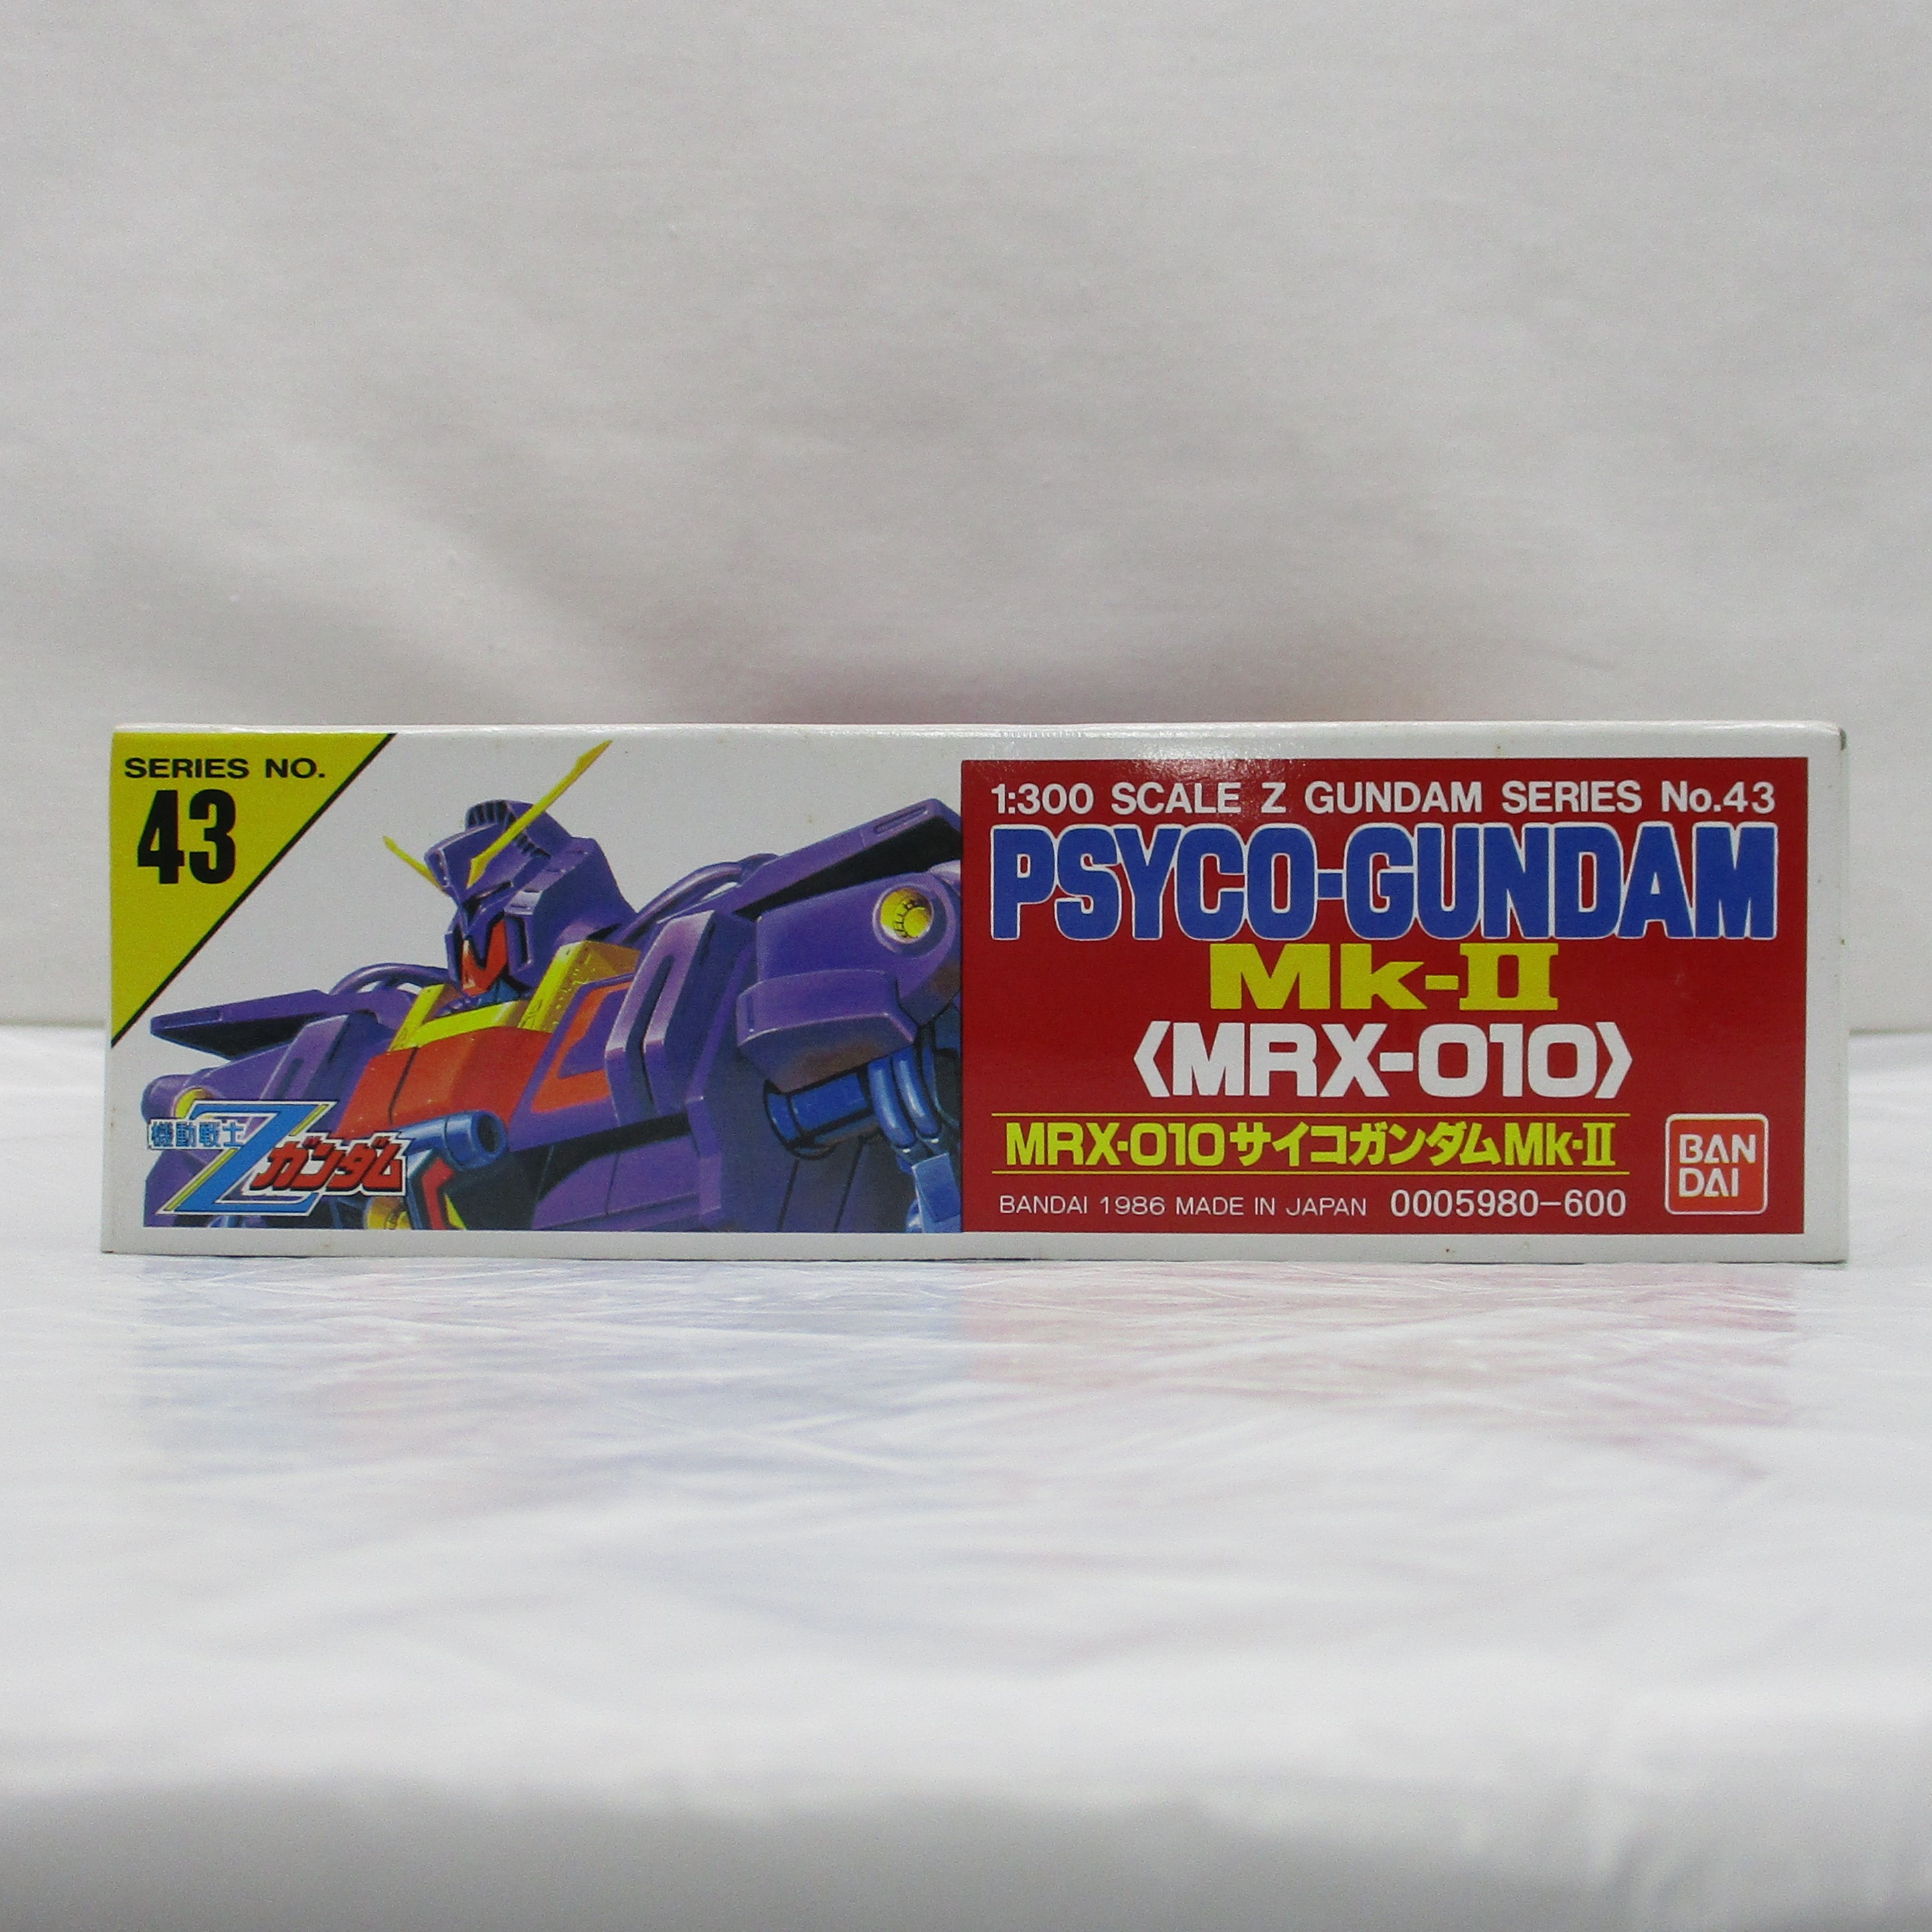 SERIES NO.
43
機動戦士
Z
ガンダム
1:300 SCALE Z GUNDAM SERIES No.43
PSYCO-GUNDAM
Mk-II
〈MRX-010〉
MRX-010サイコガンダムMk-II
BANDAI 1986 MADE IN JAPAN 0005980-600
BAN
DAI